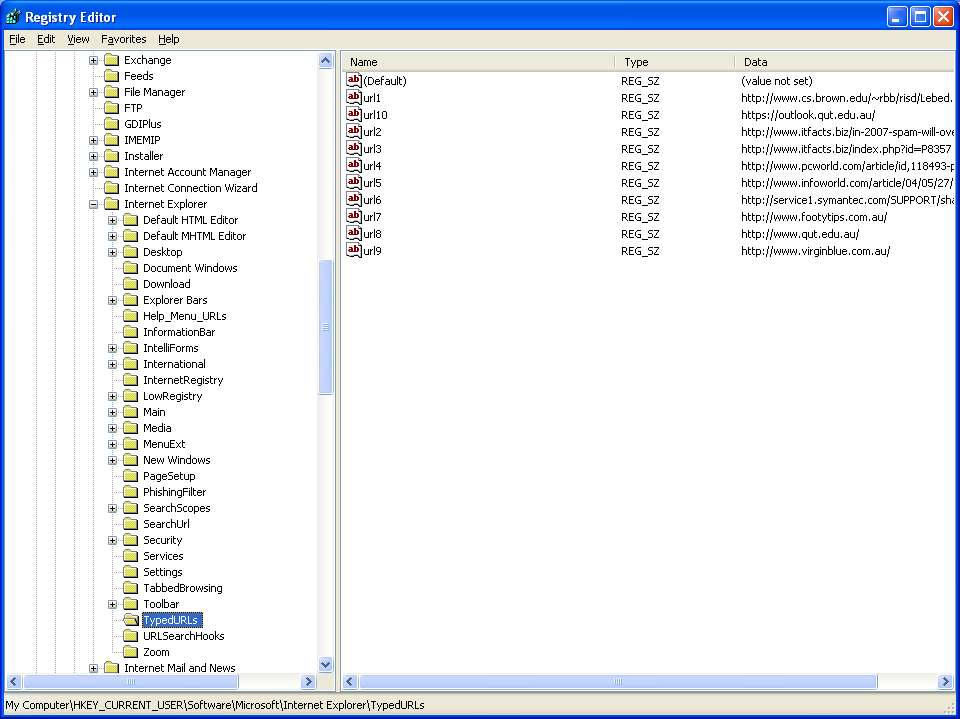 Registry Editor
File Edit View Favorites Help
Exchange
Feeds
File Manager
FTP
GDIPlus
IMEMIP
Installer
Internet Account Manager
Internet Connection Wizard
Internet Explorer
Default HTML Editor
Default MHTML Editor
Desktop
Document Windows
Download
Explorer Bars
Help_Menu_URLs
InformationBar
IntelliForms
International
InternetRegistry
LowRegistry
Main
Media
MenuExt
New Windows
PageSetup
PhishingFilter
SearchScopes
SearchUrl
Security
Services
Settings
TabbedBrowsing
Toolbar
TypedURLs
URLSearchHooks
Zoom
Internet Mail and News
Name Type Data
(Default) REG_SZ (value not set)
url1 REG_SZ http://www.cs.brown.edu/~rbb/risd/Lebed.
url10 REG_SZ https://outlook.qut.edu.au/
url2 REG_SZ http://www.itfacts.biz/in-2007-spam-will-ove
url3 REG_SZ http://www.itfacts.biz/index.php?id=P8357
url4 REG_SZ http://www.pcworld.com/article/id,118493-p
url5 REG_SZ http://www.infoworld.com/article/04/05/27/
url6 REG_SZ http://service1.symantec.com/SUPPORT/sha
url7 REG_SZ http://www.footytips.com.au/
url8 REG_SZ http://www.qut.edu.au/
url9 REG_SZ http://www.virginblue.com.au/
My Computer\HKEY_CURRENT_USER\Software\Microsoft\Internet Explorer\TypedURLs